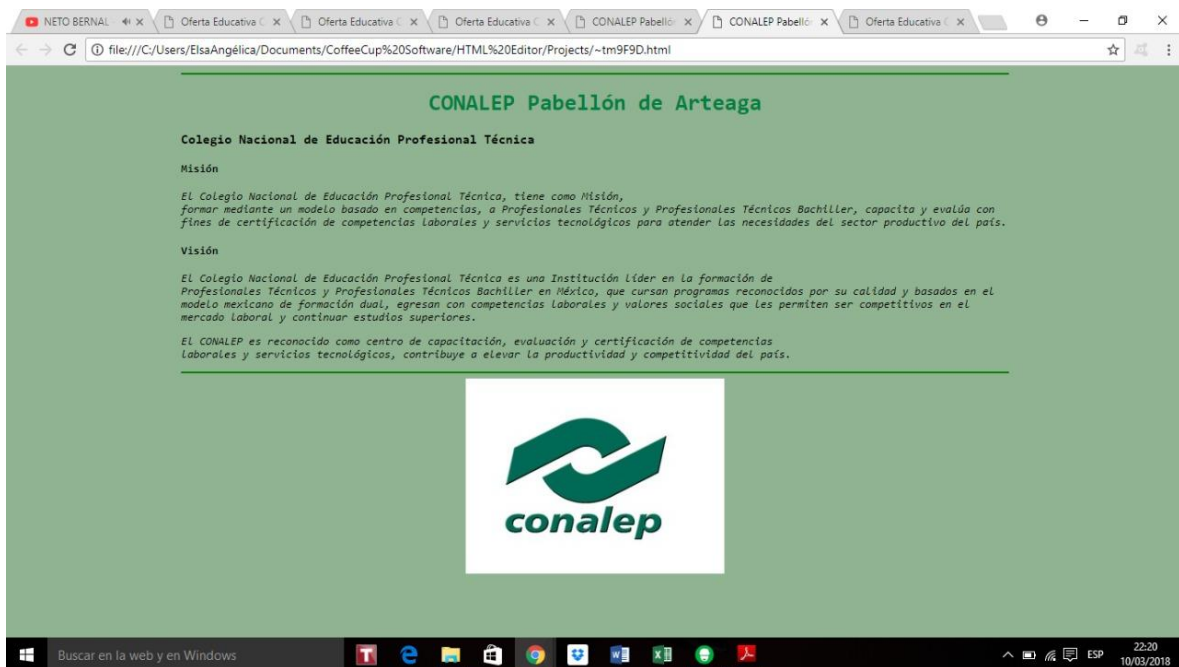 NETO BERNAL
Oferta Educativa C
Oferta Educativa C
Oferta Educativa C
CONALEP Pabelló
CONALEP Pabelló
Oferta Educativa C
file:///C:/Users/ElsaAngélica/Documents/CoffeeCup%20Software/HTML%20Editor/Projects/~tm9F9D.html
CONALEP Pabellón de Arteaga
Colegio Nacional de Educación Profesional Técnica
Misión
El Colegio Nacional de Educación Profesional Técnica, tiene como Misión,
formar mediante un modelo basado en competencias, a Profesionales Técnicos y Profesionales Técnicos Bachiller, capacita y evalúa con
fines de certificación de competencias laborales y servicios tecnológicos para atender las necesidades del sector productivo del país.
Visión
El Colegio Nacional de Educación Profesional Técnica es una Institución líder en la formación de
Profesionales Técnicos y Profesionales Técnicos Bachiller en México, que cursan programas reconocidos por su calidad y basados en el
modelo mexicano de formación dual, egresan con competencias laborales y valores sociales que les permiten ser competitivos en el
mercado laboral y continuar estudios superiores.
El CONALEP es reconocido como centro de capacitación, evaluación y certificación de competencias
laborales y servicios tecnológicos, contribuye a elevar la productividad y competitividad del país.
conalep
Buscar en la web y en Windows
ESP
22:20
10/03/2018